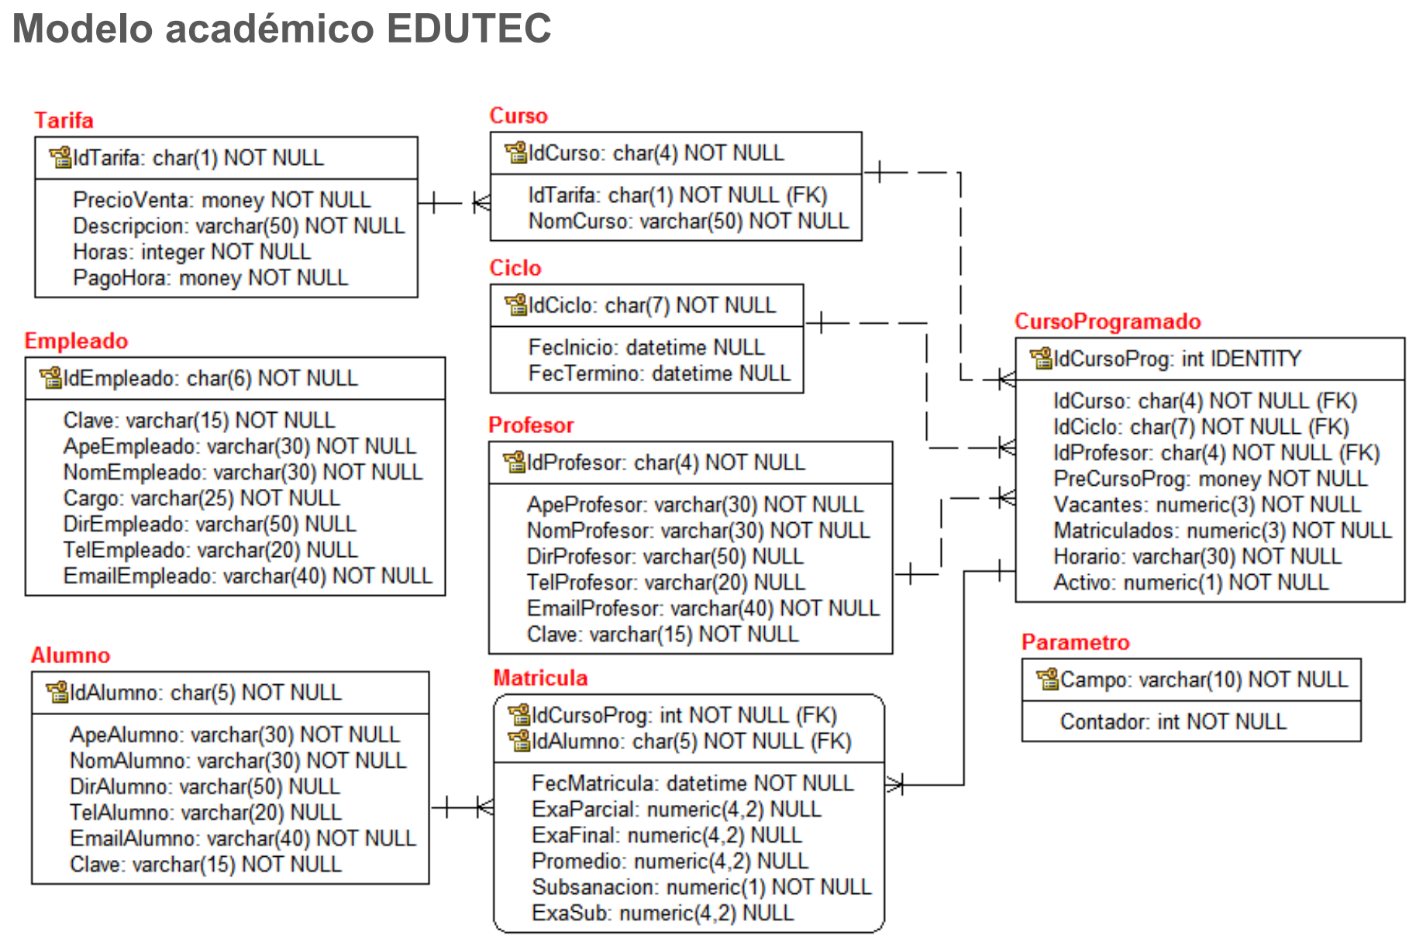 Modelo académico EDUTEC
Tarifa
IdTarifa: char(1) NOT NULL
PrecioVenta: money NOT NULL
Descripcion: varchar(50) NOT NULL
Horas: integer NOT NULL
PagoHora: money NOT NULL
Curso
IdCurso: char(4) NOT NULL
IdTarifa: char(1) NOT NULL (FK)
NomCurso: varchar(50) NOT NULL
Ciclo
IdCiclo: char(7) NOT NULL
FecInicio: datetime NULL
FecTermino: datetime NULL
CursoProgramado
IdCursoProg: int IDENTITY
IdCurso: char(4) NOT NULL (FK)
IdCiclo: char(7) NOT NULL (FK)
IdProfesor: char(4) NOT NULL (FK)
PreCursoProg: money NOT NULL
Vacantes: numeric(3) NOT NULL
Matriculados: numeric(3) NOT NULL
Horario: varchar(30) NOT NULL
Activo: numeric(1) NOT NULL
Empleado
IdEmpleado: char(6) NOT NULL
Clave: varchar(15) NOT NULL
ApeEmpleado: varchar(30) NOT NULL
NomEmpleado: varchar(30) NOT NULL
Cargo: varchar(25) NOT NULL
DirEmpleado: varchar(50) NULL
TelEmpleado: varchar(20) NULL
EmailEmpleado: varchar(40) NOT NULL
Profesor
IdProfesor: char(4) NOT NULL
ApeProfesor: varchar(30) NOT NULL
NomProfesor: varchar(30) NOT NULL
DirProfesor: varchar(50) NULL
TelProfesor: varchar(20) NULL
EmailProfesor: varchar(40) NOT NULL
Clave: varchar(15) NOT NULL
Parametro
Campo: varchar(10) NOT NULL
Contador: int NOT NULL
Alumno
IdAlumno: char(5) NOT NULL
ApeAlumno: varchar(30) NOT NULL
NomAlumno: varchar(30) NOT NULL
DirAlumno: varchar(50) NULL
TelAlumno: varchar(20) NULL
EmailAlumno: varchar(40) NOT NULL
Clave: varchar(15) NOT NULL
Matricula
IdCursoProg: int NOT NULL (FK)
IdAlumno: char(5) NOT NULL (FK)
FecMatricula: datetime NOT NULL
ExaParcial: numeric(4,2) NULL
ExaFinal: numeric(4,2) NULL
Promedio: numeric(4,2) NULL
Subsanacion: numeric(1) NOT NULL
ExaSub: numeric(4,2) NULL